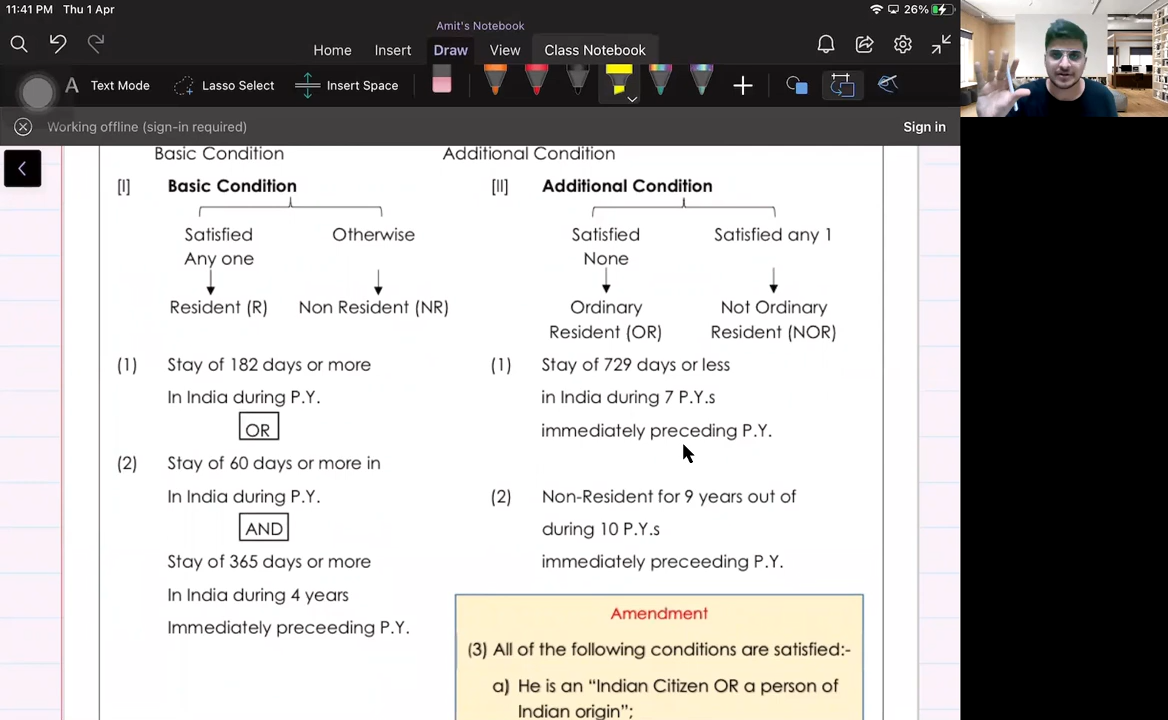 11:41 PM Thu 1 Apr
26%
Amit's Notebook
Home Insert Draw View Class Notebook
A Text Mode Lasso Select Insert Space
Working offline (sign-in required) Sign in
Basic Condition Additional Condition
[I] Basic Condition
Satisfied Otherwise
Any one
Resident (R) Non Resident (NR)
(1) Stay of 182 days or more
In India during P.Y.
OR
(2) Stay of 60 days or more in
In India during P.Y.
AND
Stay of 365 days or more
In India during 4 years
Immediately preceeding P.Y.
[II] Additional Condition
Satisfied Satisfied any 1
None
Ordinary Not Ordinary
Resident (OR) Resident (NOR)
(1) Stay of 729 days or less
in India during 7 P.Y.s
immediately preceding P.Y.
(2) Non-Resident for 9 years out of
during 10 P.Y.s
immediately preceeding P.Y.
Amendment
(3) All of the following conditions are satisfied:-
a) He is an “Indian Citizen OR a person of
Indian origin”;